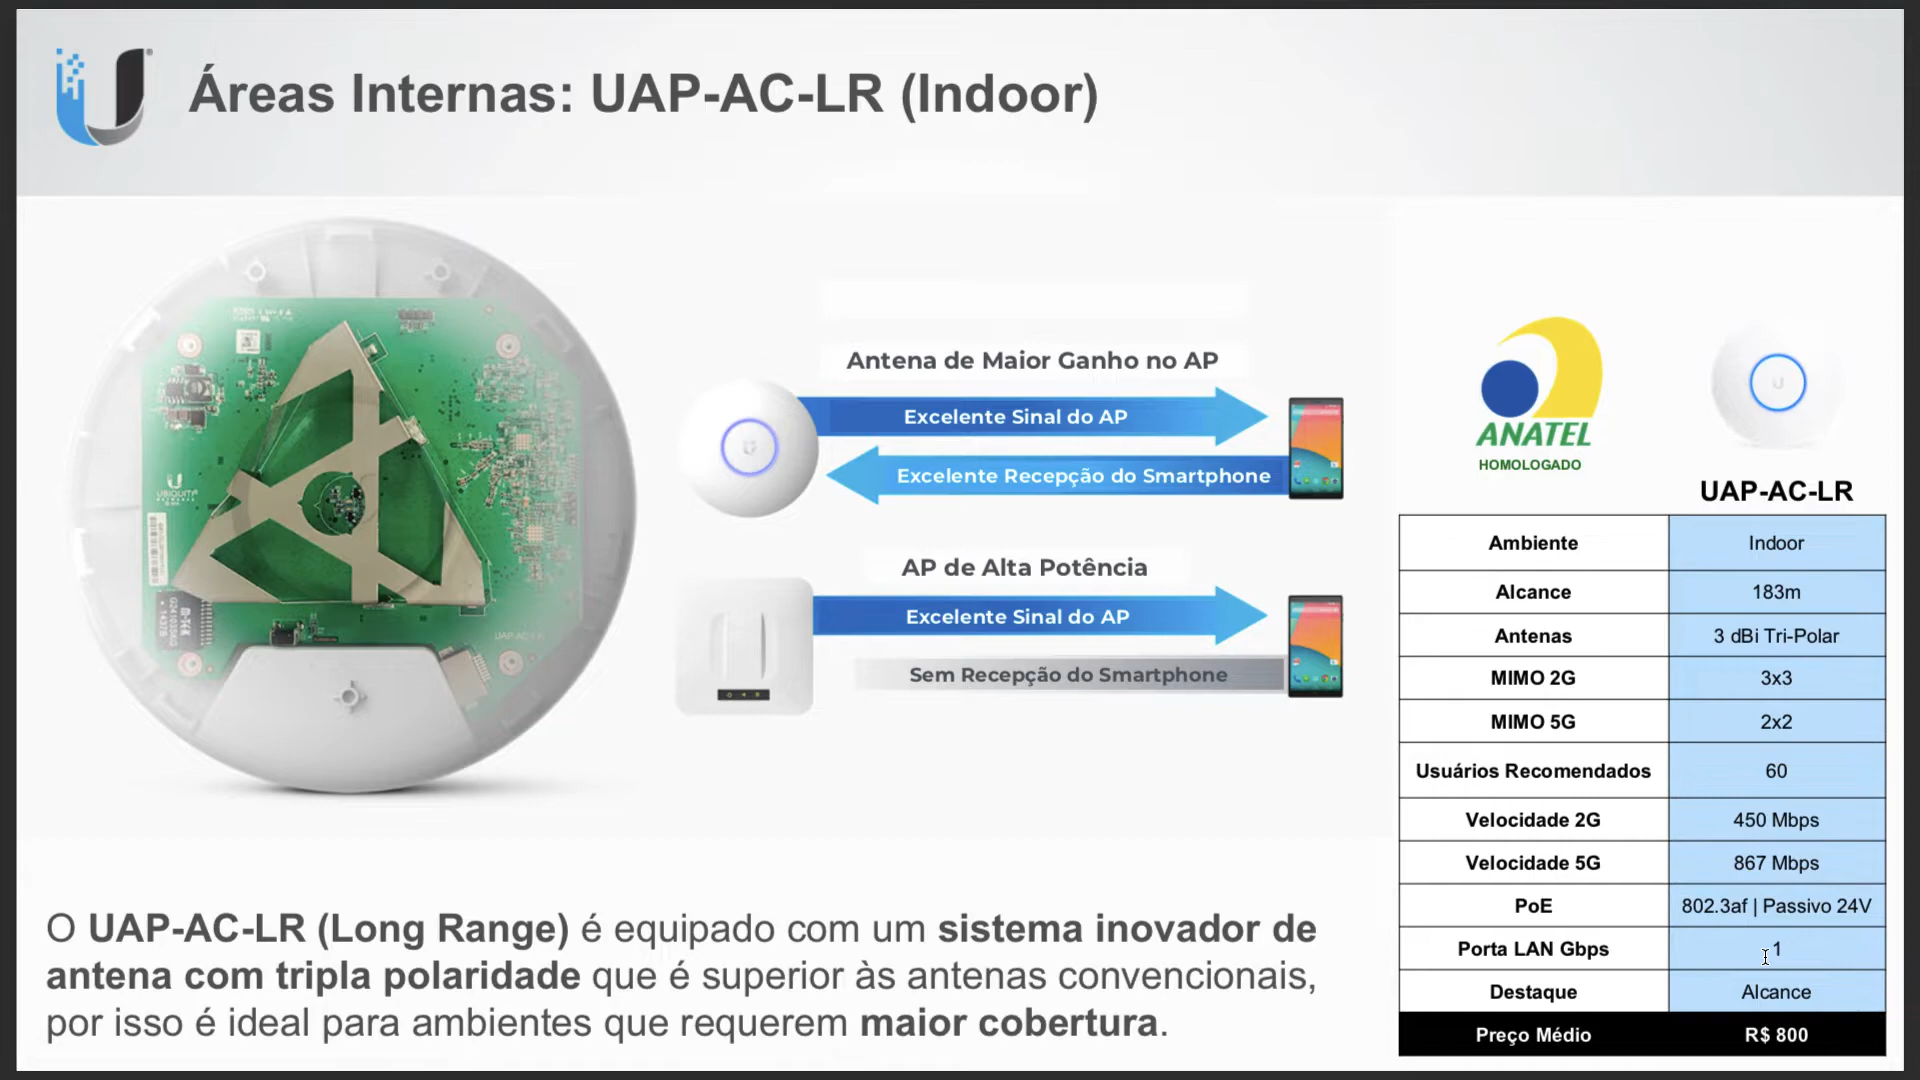 Áreas Internas: UAP-AC-LR (Indoor)
UBIQUITI
Antena de Maior Ganho no AP
Excelente Sinal do AP
Excelente Recepção do Smartphone
AP de Alta Potência
Excelente Sinal do AP
Sem Recepção do Smartphone
ANATEL
HOMOLOGADO
UAP-AC-LR
Ambiente Indoor
Alcance 183m
Antenas 3 dBi Tri-Polar
MIMO 2G 3x3
MIMO 5G 2x2
Usuários Recomendados 60
Velocidade 2G 450 Mbps
Velocidade 5G 867 Mbps
PoE 802.3af | Passivo 24V
Porta LAN Gbps 1
Destaque Alcance
Preço Médio R$ 800
O UAP-AC-LR (Long Range) é equipado com um sistema inovador de
antena com tripla polaridade que é superior às antenas convencionais,
por isso é ideal para ambientes que requerem maior cobertura.